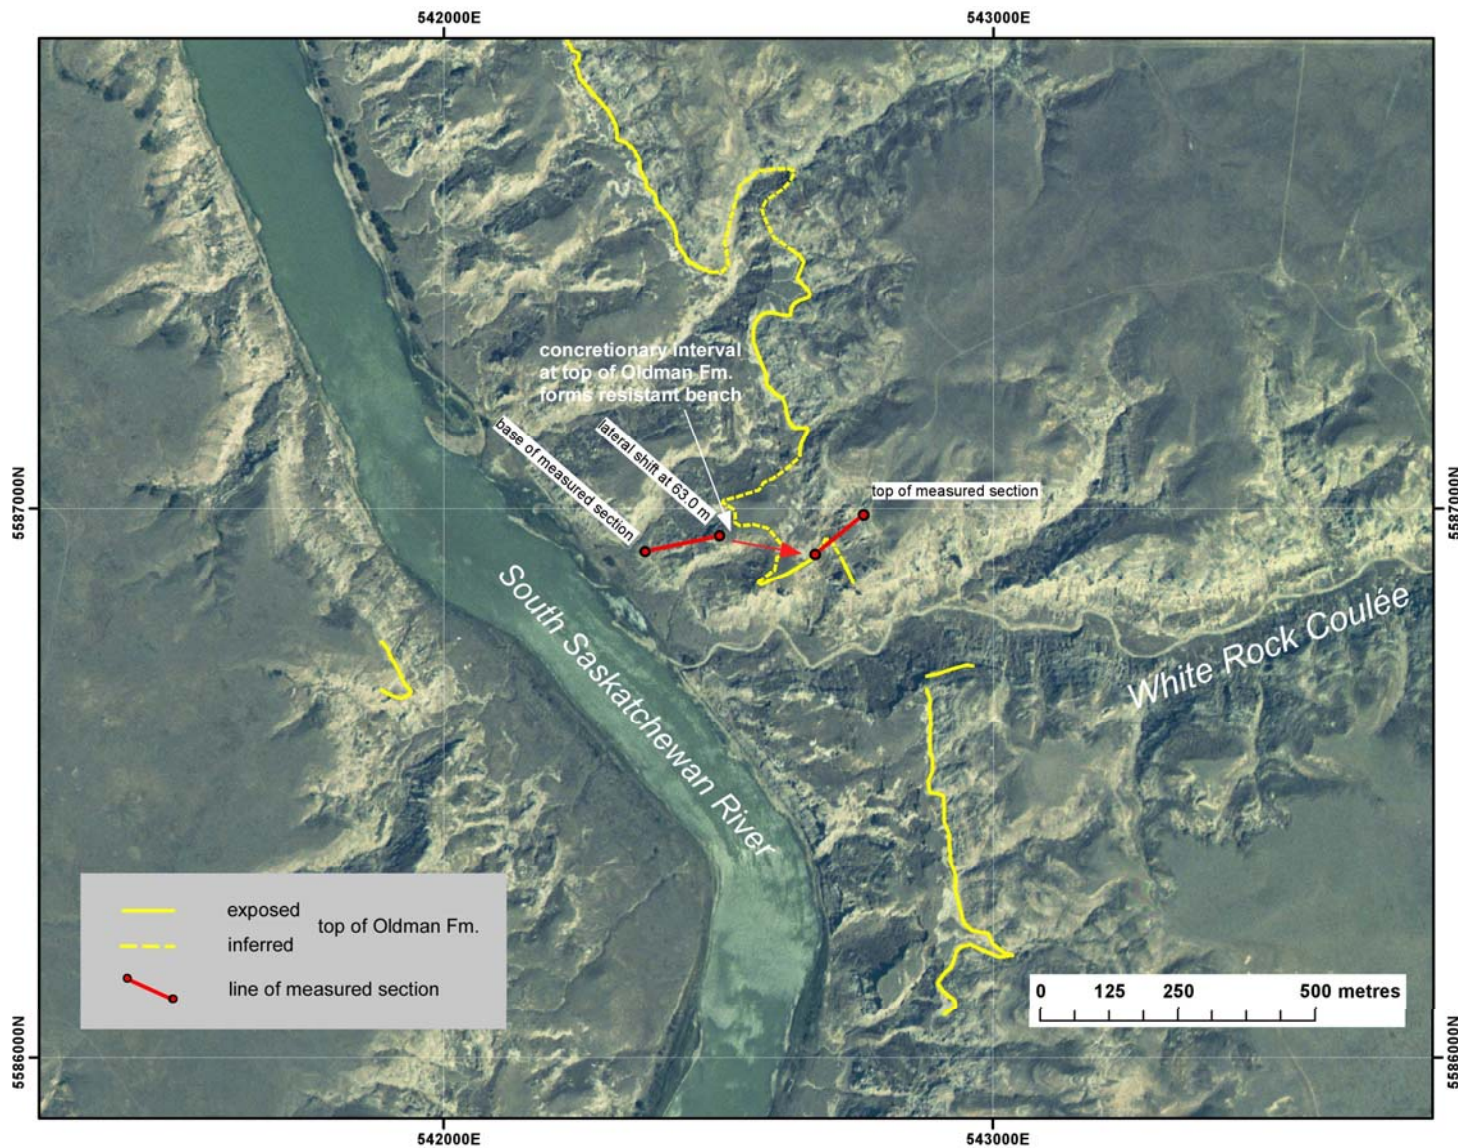 542000E
543000E
concretionary interval
at top of Oldman Fm.
forms resistant bench
base of measured section
lateral shift at 63.0 m
top of measured section
5587000N
5587000N
South Saskatchewan River
White Rock Coulée
exposed
top of Oldman Fm.
inferred
line of measured section
0 125 250 500 metres
5586000N
5586000N
542000E
543000E